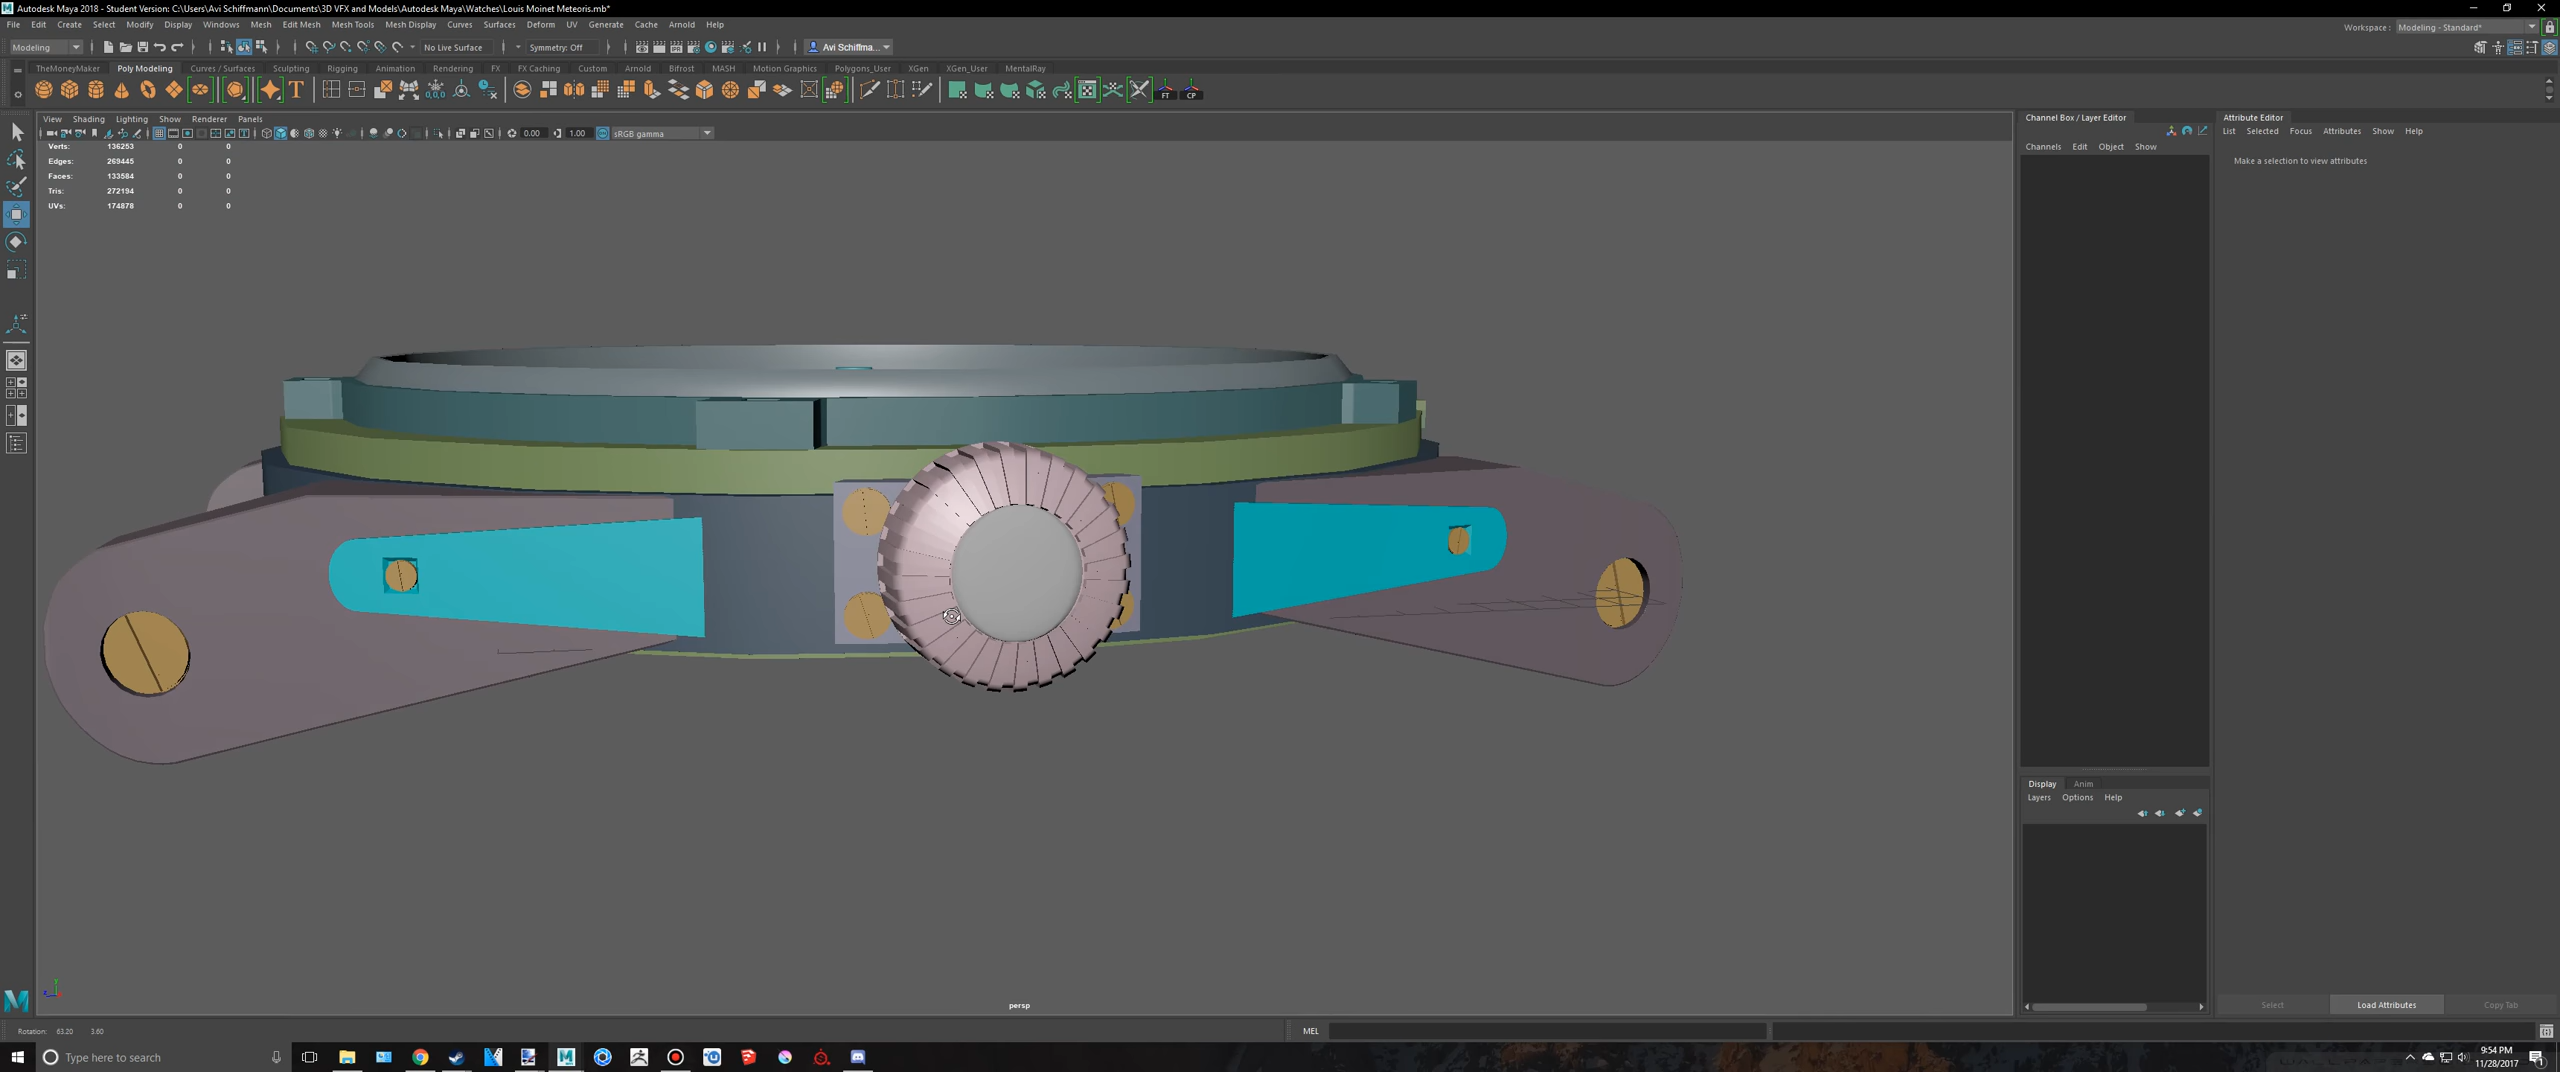 Autodesk Maya 2018 - Student Version: C:\Users\Avi Schiffmann\Documents\3D VFX and Models\Autodesk Maya\Watches\Louis Moinet Meteoris.mb*
File Edit Create Select Modify Display Windows Mesh Edit Mesh Mesh Tools Mesh Display Curves Surfaces Deform UV Generate Cache Arnold Help
Workspace : Modeling - Standard*
Modeling No Live Surface Symmetry: Off Avi Schiffma...
TheMoneyMaker Poly Modeling Curves / Surfaces Sculpting Rigging Animation Rendering FX FX Caching Custom Arnold Bifrost MASH Motion Graphics Polygons_User XGen XGen_User MentalRay
FT CP
View Shading Lighting Show Renderer Panels
0.00 1.00 sRGB gamma
Verts: 136253 0 0
Edges: 269445 0 0
Faces: 133584 0 0
Tris: 272194 0 0
UVs: 174878 0 0
Channel Box / Layer Editor
Channels Edit Object Show
Attribute Editor
List Selected Focus Attributes Show Help
Make a selection to view attributes
Display Anim
Layers Options Help
persp
Select Load Attributes Copy Tab
Rotation: 63.20 3.60
MEL
Type here to search
9:54 PM
11/28/2017